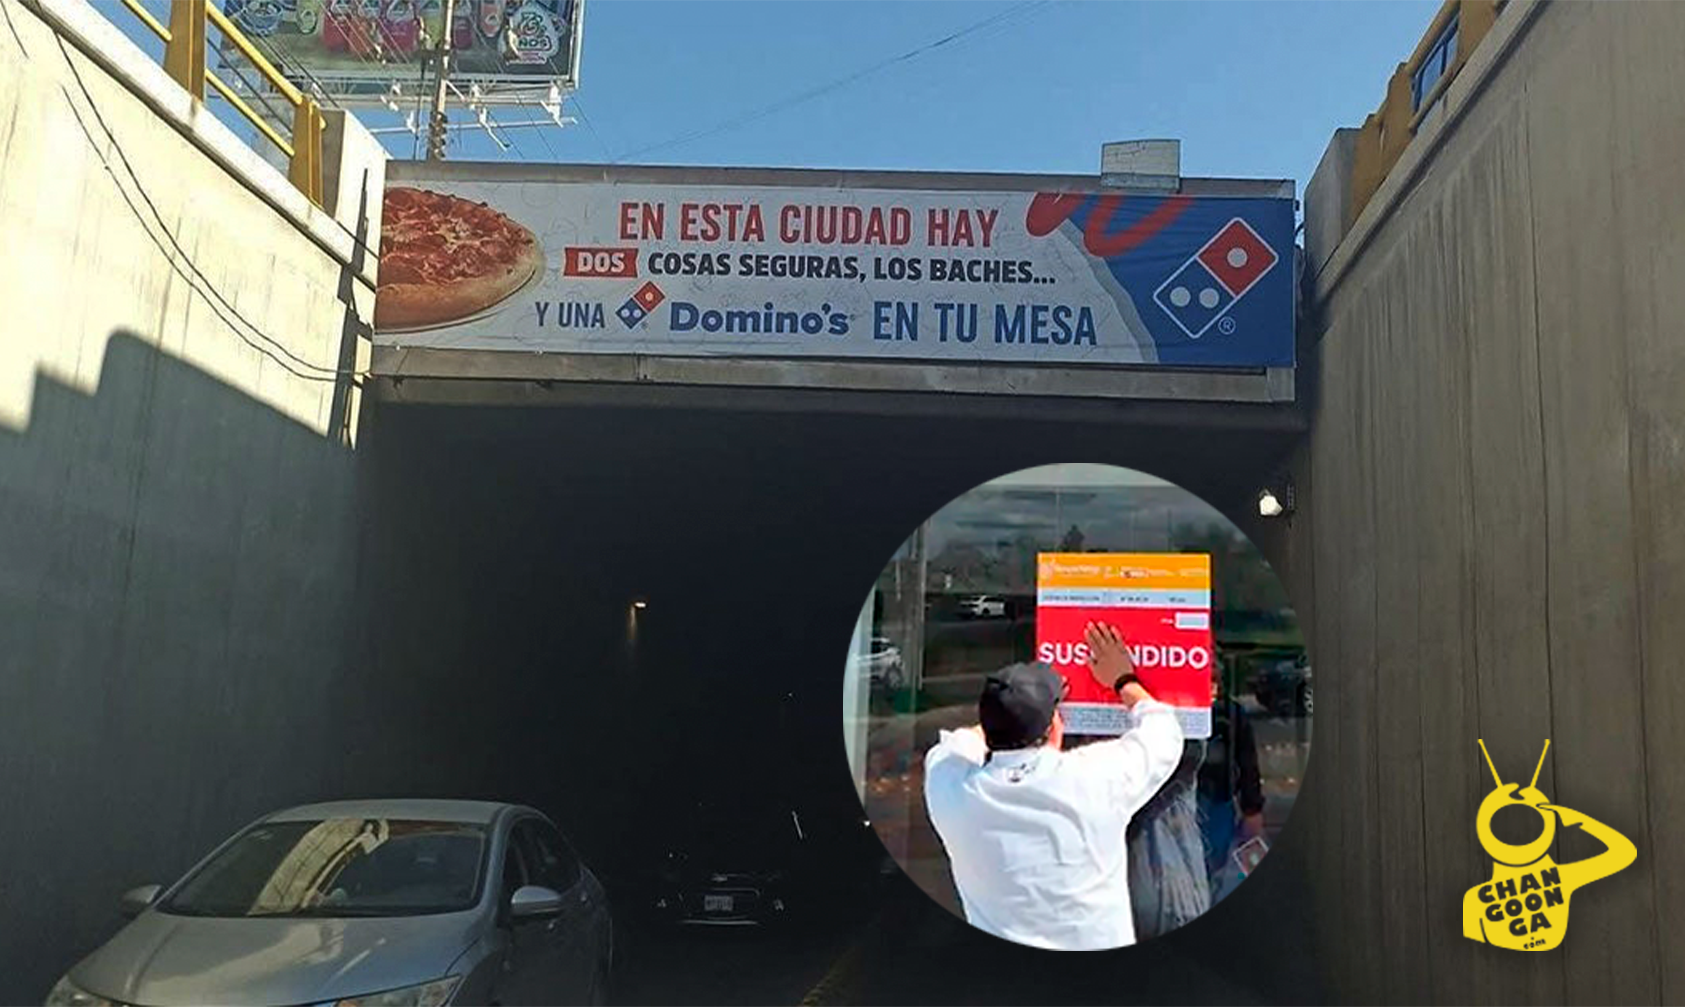 EN ESTA CIUDAD HAY
DOS COSAS SEGURAS, LOS BACHES...
Y UNA Domino's EN TU MESA
®
SUS NDIDO
CHAN
GOON
GA
.com